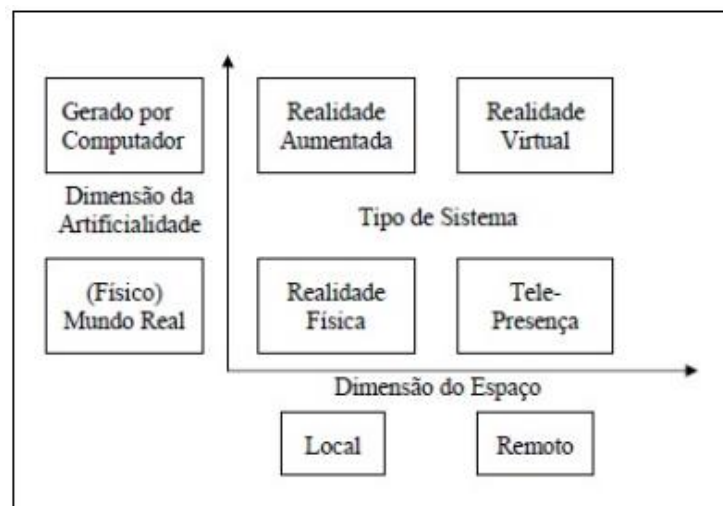 Gerado por
Computador
Realidade
Aumentada
Realidade
Virtual
Dimensão da
Artificialidade
Tipo de Sistema
(Físico)
Mundo Real
Realidade
Física
Tele-
Presença
Dimensão do Espaço
Local
Remoto